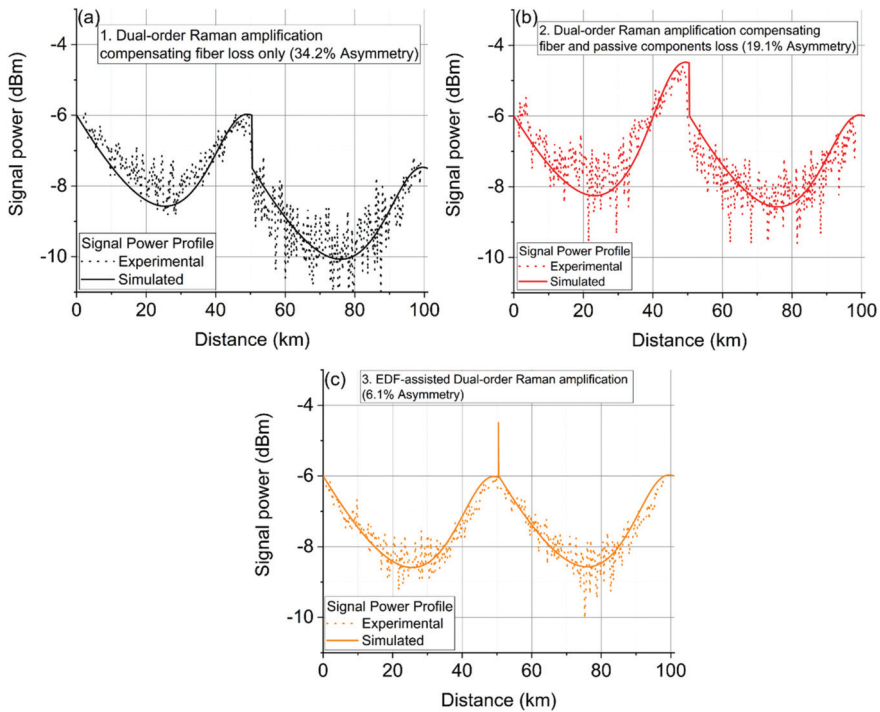 (a)
1. Dual-order Raman amplification
compensating fiber loss only (34.2% Asymmetry)
Signal power (dBm)
-4
-6
-8
-10
Signal Power Profile
Experimental
Simulated
0 20 40 60 80 100
Distance (km)
(b)
2. Dual-order Raman amplification compensating
fiber and passive components loss (19.1% Asymmetry)
Signal power (dBm)
-4
-6
-8
-10
Signal Power Profile
Experimental
Simulated
0 20 40 60 80 100
Distance (km)
(c)
3. EDF-assisted Dual-order Raman amplification
(6.1% Asymmetry)
Signal power (dBm)
-4
-6
-8
-10
Signal Power Profile
Experimental
Simulated
0 20 40 60 80 100
Distance (km)